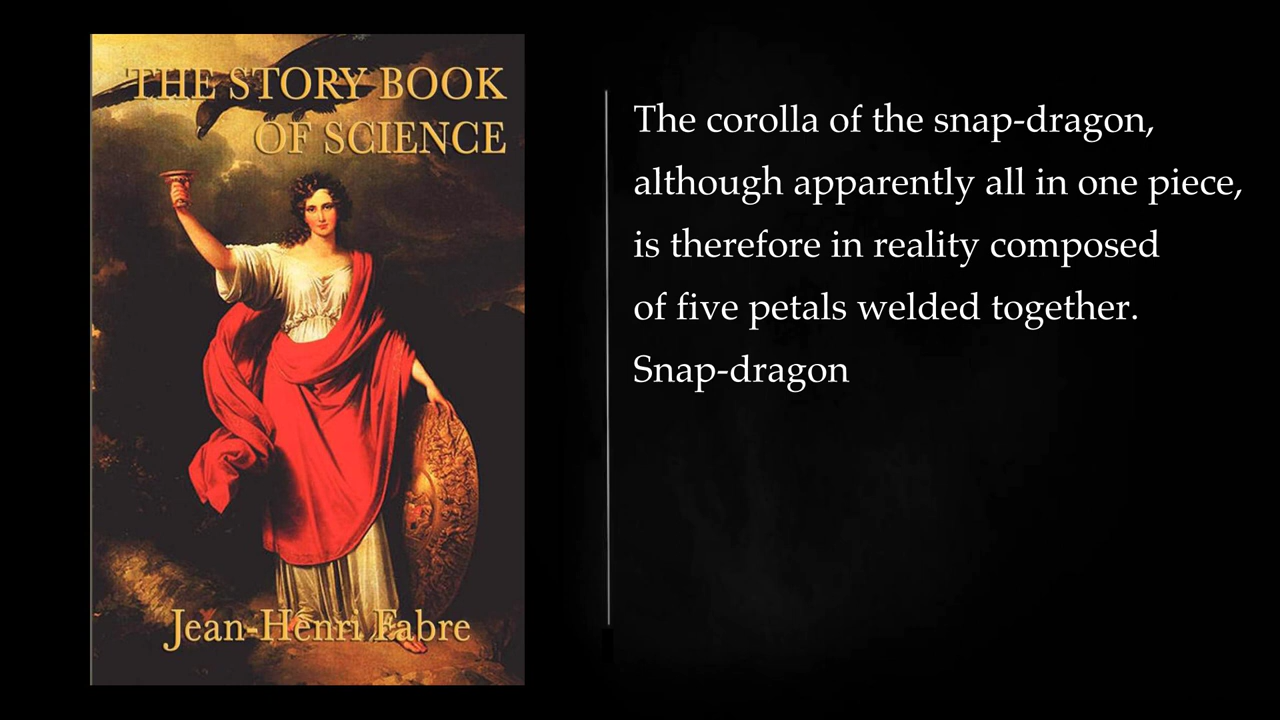 THE STORY BOOK
OF SCIENCE
Jean-Henri Fabre
The corolla of the snap-dragon,
although apparently all in one piece,
is therefore in reality composed
of five petals welded together.
Snap-dragon